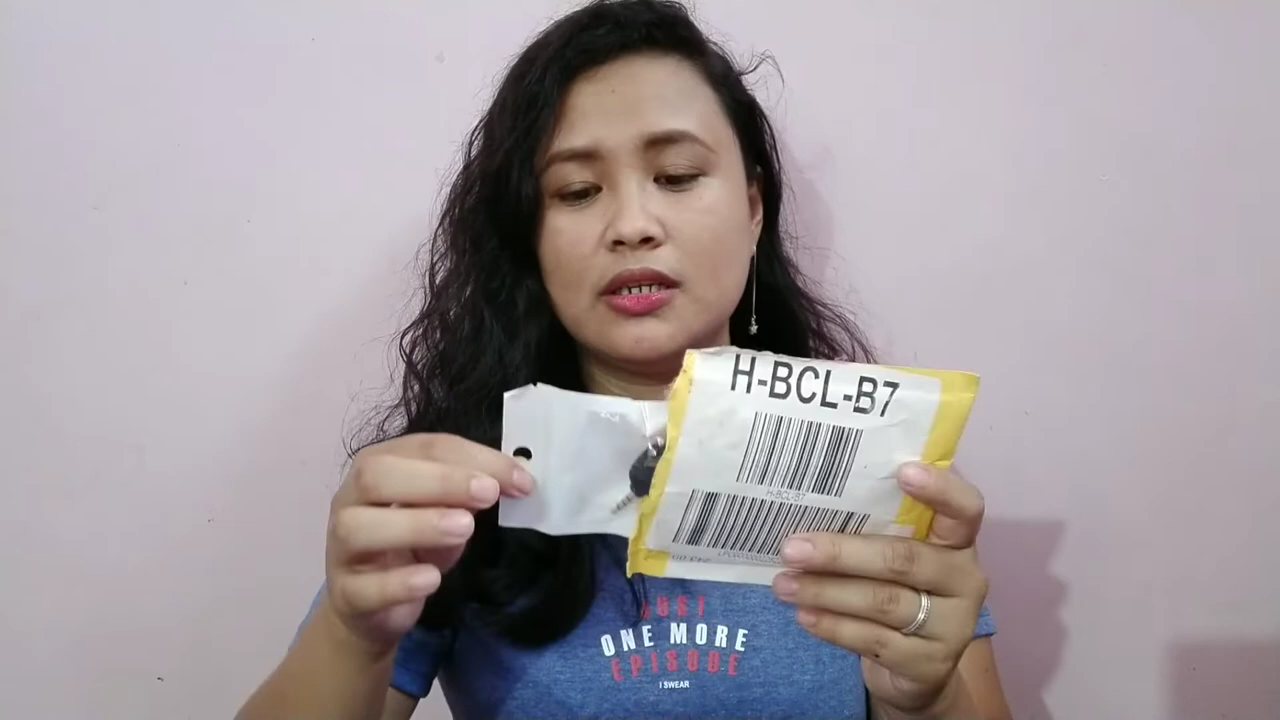 H-BCL-B7
H-BCL-B7
JUST
ONE MORE
EPISODE
I SWEAR